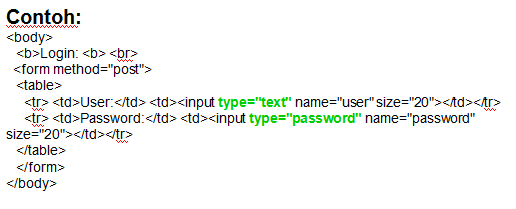 Contoh:
<body>
<b>Login: <b> <br>
<form method="post">
<table>
<tr> <td>User:</td> <td><input type="text" name="user" size="20"></td></tr>
<tr> <td>Password:</td> <td><input type="password" name="password"
size="20"></td></tr>
</table>
</form>
</body>